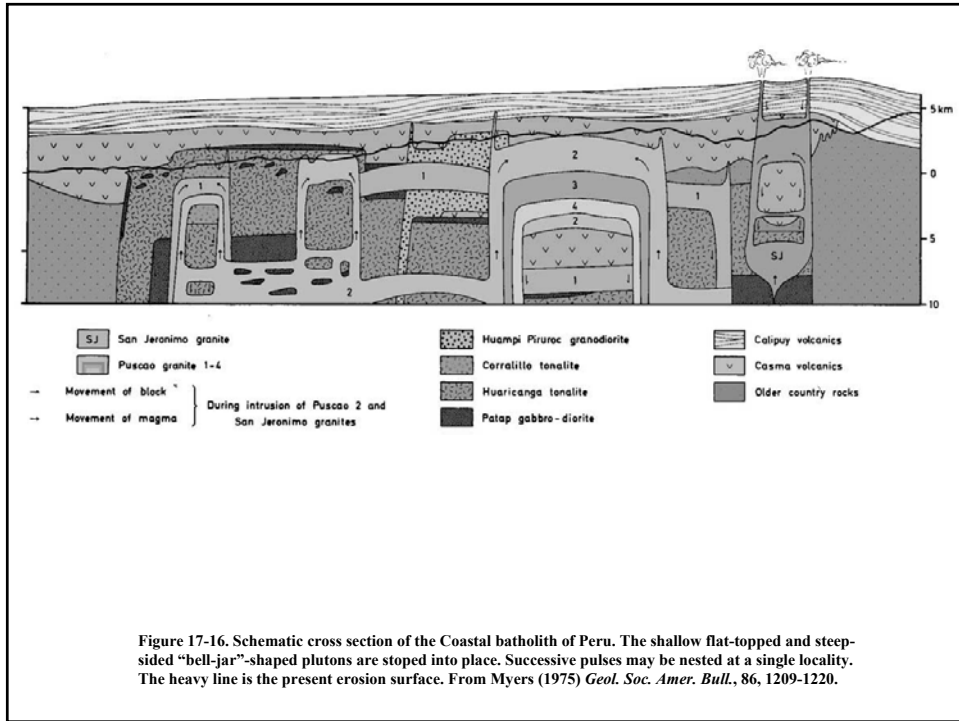 5 km
0
5
10
1
2
1
2
3
4
2
1
1
SJ
SJ San Jeronimo granite
Puscao granite 1-4
→ Movement of block
→ Movement of magma
During intrusion of Puscao 2 and
San Jeronimo granites
Huampi Piruroc granodiorite
Corralillo tonalite
Huaricanga tonalite
Patap gabbro-diorite
Calipuy volcanics
Casma volcanics
Older country rocks
Figure 17-16. Schematic cross section of the Coastal batholith of Peru. The shallow flat-topped and steep-
sided “bell-jar”-shaped plutons are stoped into place. Successive pulses may be nested at a single locality.
The heavy line is the present erosion surface. From Myers (1975) Geol. Soc. Amer. Bull., 86, 1209-1220.